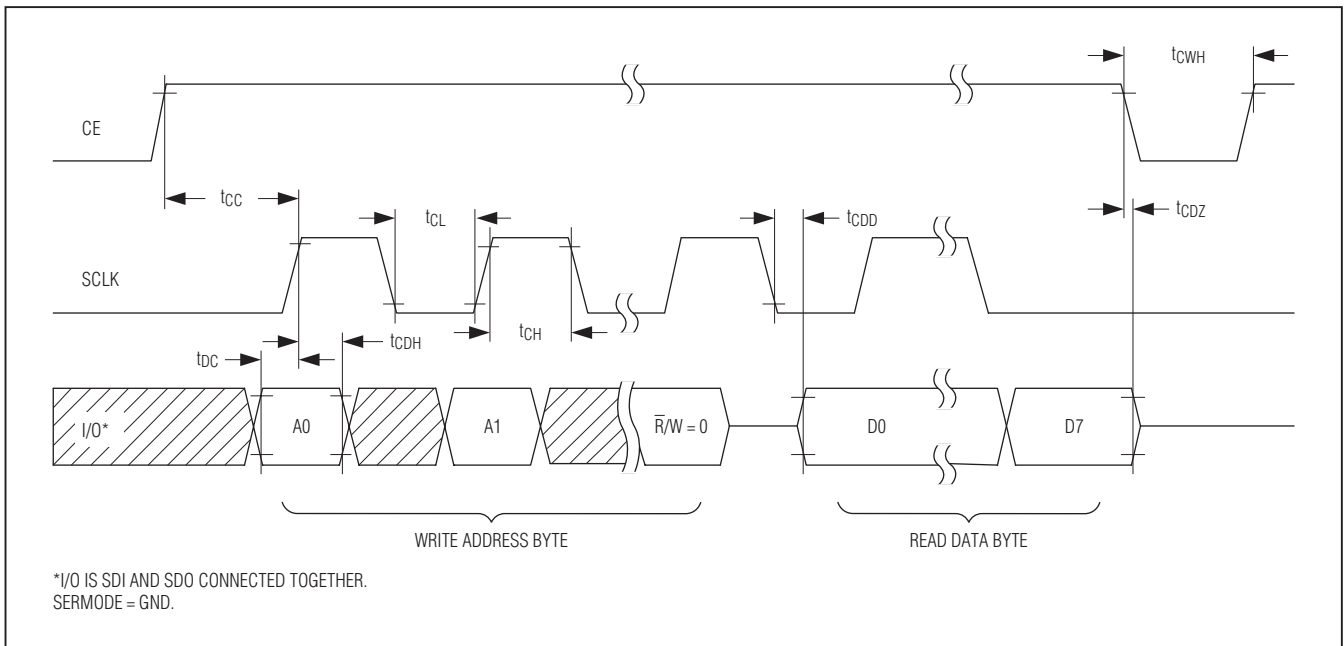 tCWH
CE
tCC
tCL
tCDD
tCDZ
SCLK
tCH
tDC
tCDH
I/O*
A0
A1
R̅/W = 0
D0
D7
WRITE ADDRESS BYTE
READ DATA BYTE
*I/O IS SDI AND SDO CONNECTED TOGETHER.
SERMODE = GND.